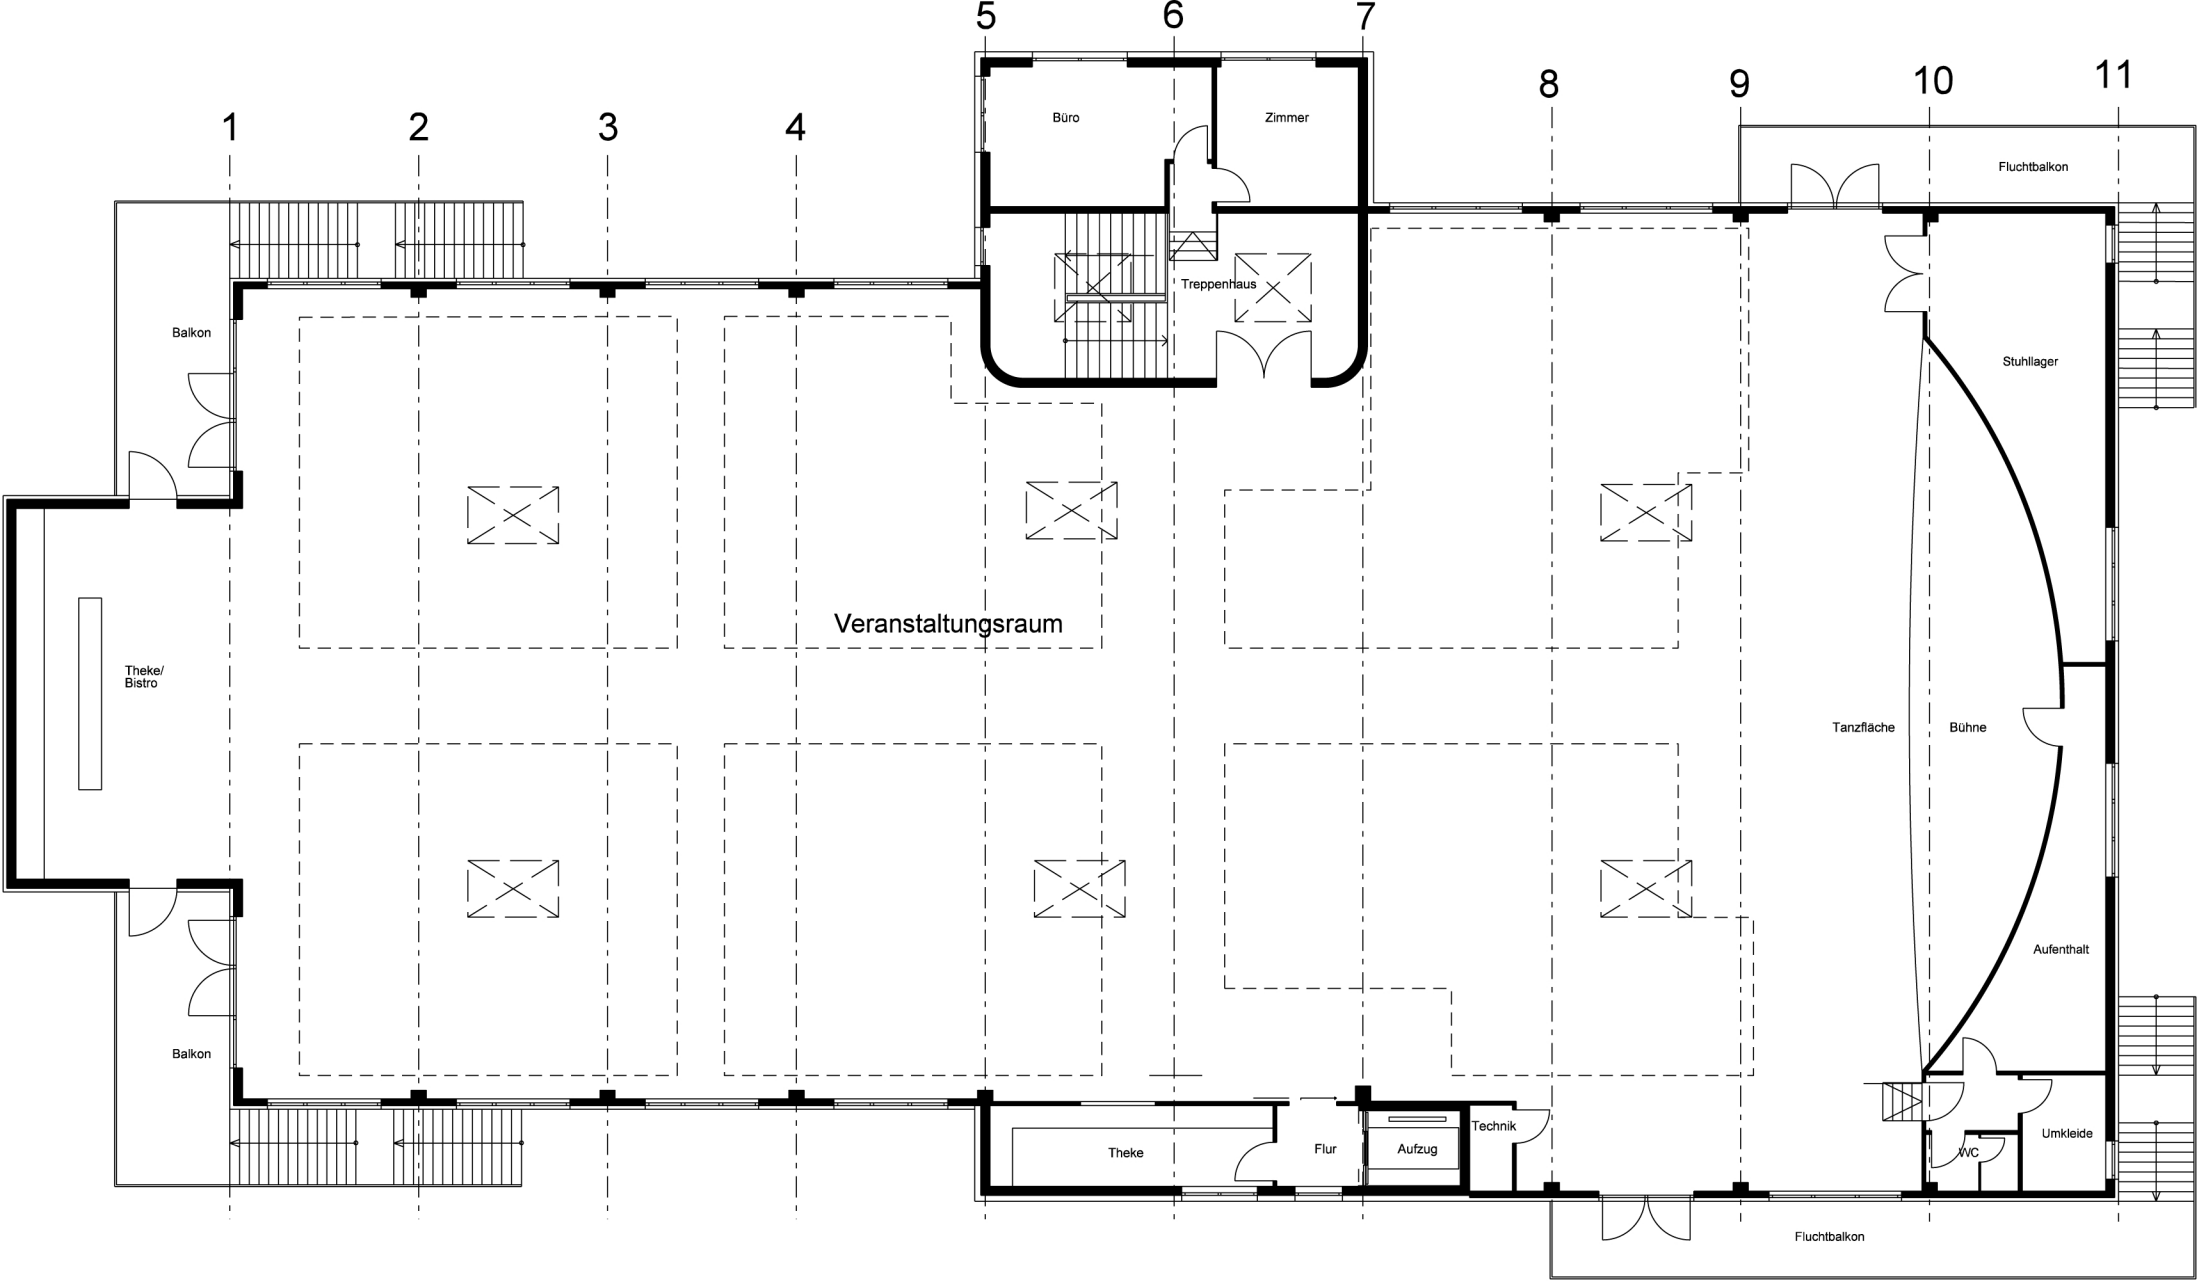 5 6 7
8 9 10 11
1 2 3 4
Büro
Zimmer
Fluchtbalkon
Treppenhaus
Balkon
Stuhllager
Veranstaltungsraum
Theke/
Bistro
Tanzfläche
Bühne
Aufenthalt
Balkon
Technik
Umkleide
Theke
Flur
Aufzug
WC
Fluchtbalkon